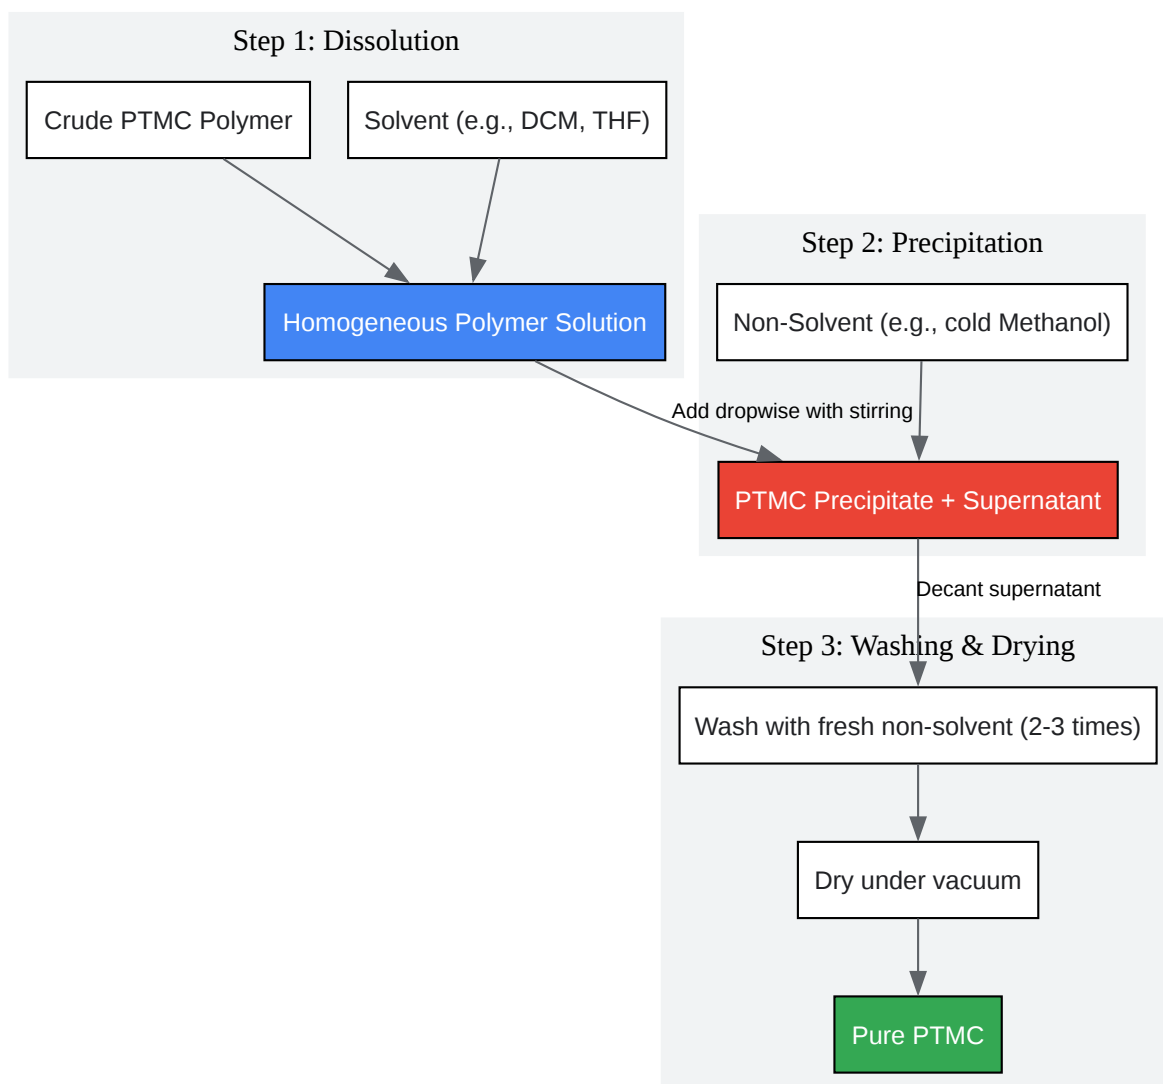 Step 1: Dissolution
Crude PTMC Polymer
Solvent (e.g., DCM, THF)
Homogeneous Polymer Solution
Step 2: Precipitation
Non-Solvent (e.g., cold Methanol)
Add dropwise with stirring
PTMC Precipitate + Supernatant
Decant supernatant
Step 3: Washing & Drying
Wash with fresh non-solvent (2-3 times)
Dry under vacuum
Pure PTMC